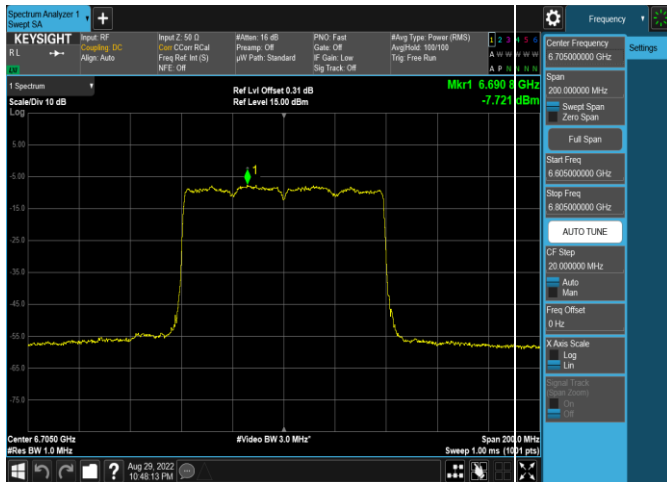 Spectrum Analyzer 1
Swept SA
+
Frequency
KEYSIGHT
RL
Input: RF
Coupling: DC
Align: Auto
Input Z: 50 Ω
Corr CCorr RCal
Freq Ref: Int (S)
NFE: Off
#Atten: 16 dB
Preamp: Off
µW Path: Standard
PNO: Fast
Gate: Off
IF Gain: Low
Sig Track: Off
#Avg Type: Power (RMS)
Avg|Hold: 100/100
Trig: Free Run
1 2 3 4 5 6
A W W W W W
A P N N N N
Center Frequency
6.705000000 GHz
Settings
Span
200.000000 MHz
Swept Span
Zero Span
Full Span
Start Freq
6.605000000 GHz
Stop Freq
6.805000000 GHz
AUTO TUNE
CF Step
20.000000 MHz
Auto
Man
Freq Offset
0 Hz
X Axis Scale
Log
Lin
Signal Track
(Span Zoom)
On
Off
1 Spectrum
Scale/Div 10 dB
Log
Ref Lvl Offset 0.31 dB
Ref Level 15.00 dBm
Mkr1 6.690 8 GHz
-7.721 dBm
5.00
-5.00
1
-15.0
-25.0
-35.0
-45.0
-55.0
-65.0
-75.0
Center 6.7050 GHz
#Res BW 1.0 MHz
#Video BW 3.0 MHz*
Span 200.0 MHz
Sweep 1.00 ms (1001 pts)
?
Aug 29, 2022
10:48:13 PM